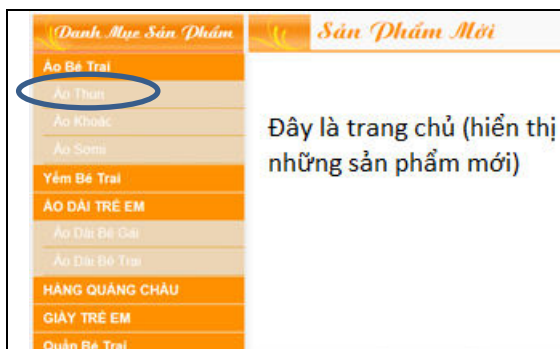 Danh Mục Sản Phẩm
Áo Bé Trai
Áo Thun
Áo Khoác
Áo Somi
Yếm Bé Trai
ÁO DÀI TRẺ EM
Áo Dài Bé Gái
Áo Dài Bé Trai
HÀNG QUẢNG CHÂU
GIÀY TRẺ EM
Quần Bé Trai
Sản Phẩm Mới
Đây là trang chủ (hiển thị
những sản phẩm mới)